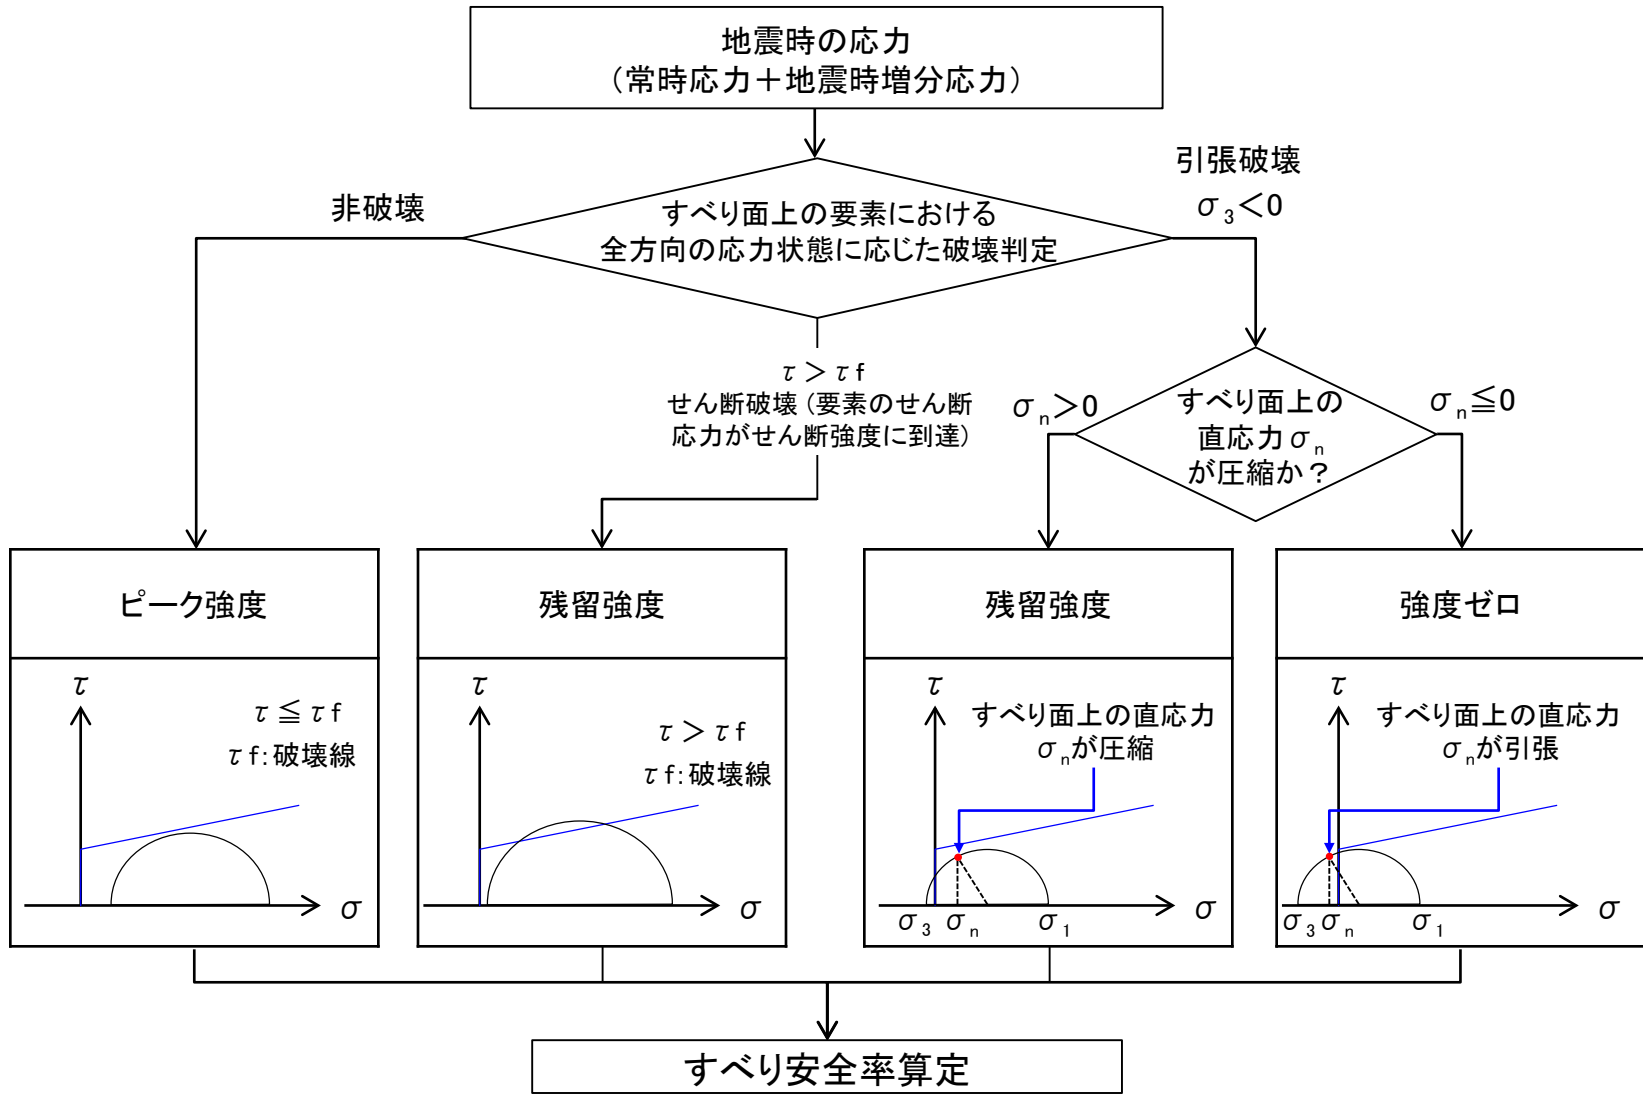 地震時の応力
（常時応力＋地震時増分応力）
すべり面上の要素における
全方向の応力状態に応じた破壊判定
非破壊
引張破壊
σ₃＜0
τ＞τf
せん断破壊（要素のせん断
応力がせん断強度に到達）
σₙ＞0
すべり面上の
直応力σₙ
が圧縮か？
σₙ≦0
ピーク強度
τ
τ≦τf
τf:破壊線
σ
残留強度
τ
τ＞τf
τf:破壊線
σ
残留強度
τ
すべり面上の直応力
σₙが圧縮
σ
σ₃ σₙ σ₁
強度ゼロ
τ
すべり面上の直応力
σₙが引張
σ
σ₃ σₙ σ₁
すべり安全率算定